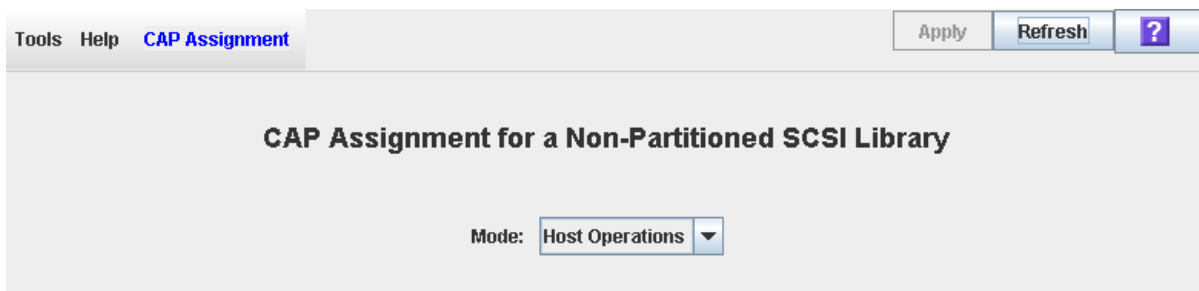 Tools Help CAP Assignment Apply Refresh ?
CAP Assignment for a Non-Partitioned SCSI Library
Mode: Host Operations